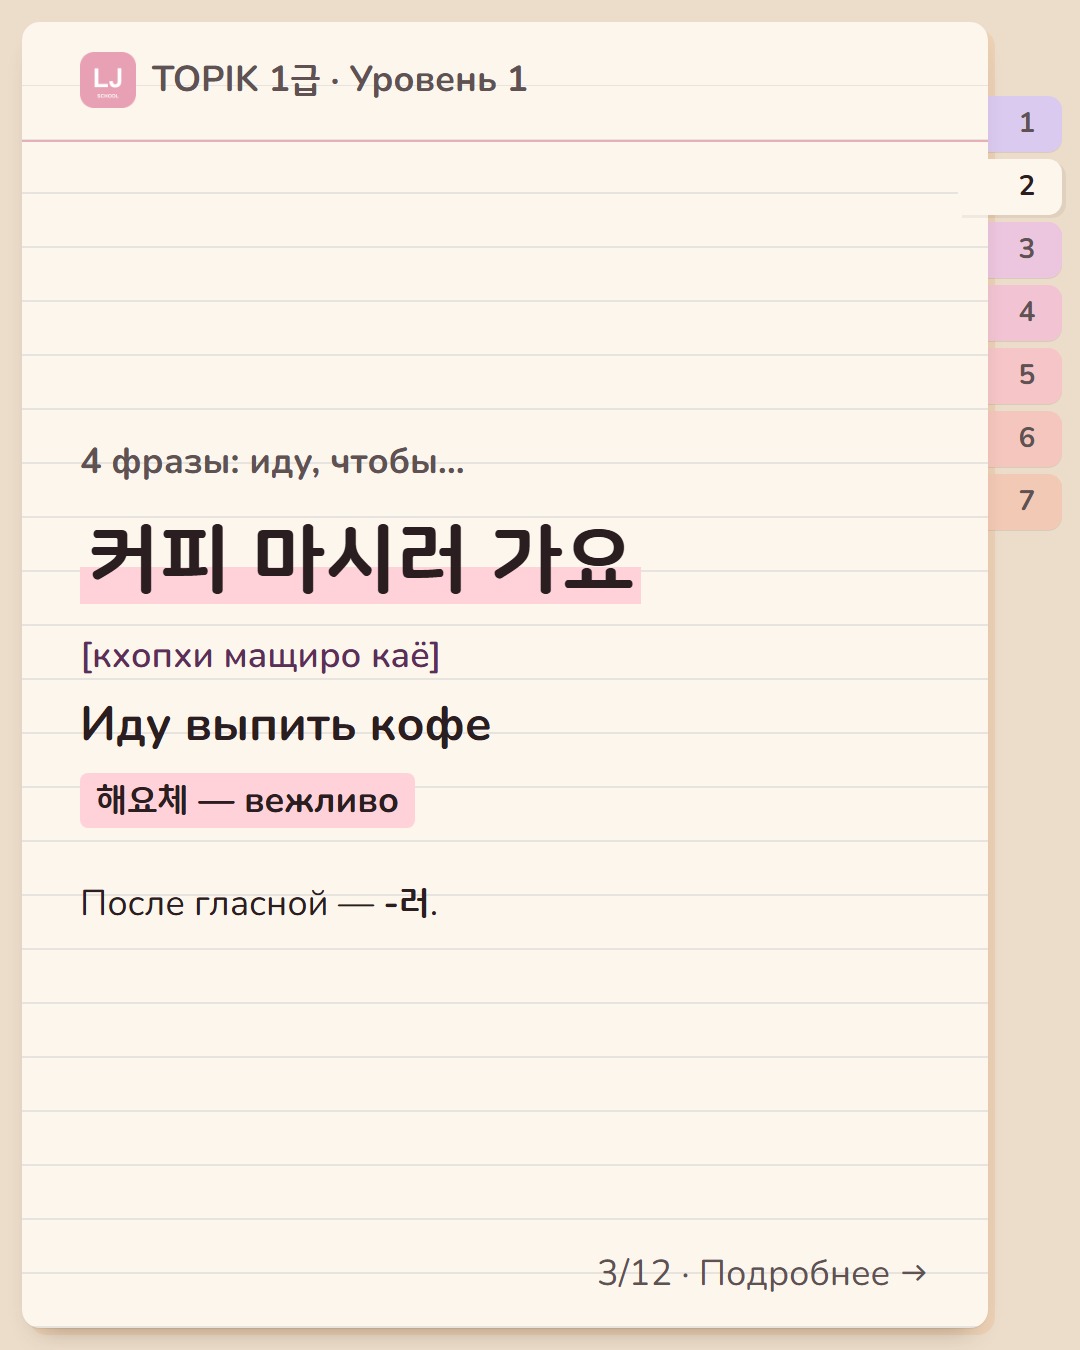 LJ
SCHOOL
TOPIK 1급 · Уровень 1
1
2
3
4
5
6
7
4 фразы: иду, чтобы...
커피 마시러 가요
[кхопхи мащиро каё]
Иду выпить кофе
해요체 — вежливо
После гласной — -러.
3/12 · Подробнее →